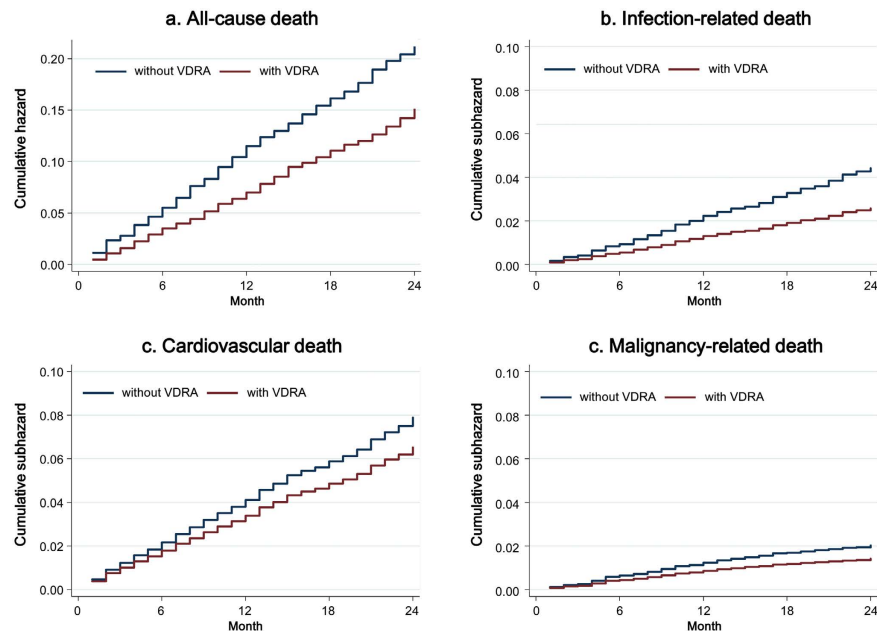 a. All-cause death
Cumulative hazard
0.20
0.15
0.10
0.05
0.00
without VDRA with VDRA
0 6 12 18 24
Month
b. Infection-related death
Cumulative subhazard
0.10
0.08
0.06
0.04
0.02
0.00
without VDRA with VDRA
0 6 12 18 24
Month
c. Cardiovascular death
Cumulative subhazard
0.10
0.08
0.06
0.04
0.02
0.00
without VDRA with VDRA
0 6 12 18 24
Month
c. Malignancy-related death
Cumulative subhazard
0.10
0.08
0.06
0.04
0.02
0.00
without VDRA with VDRA
0 6 12 18 24
Month